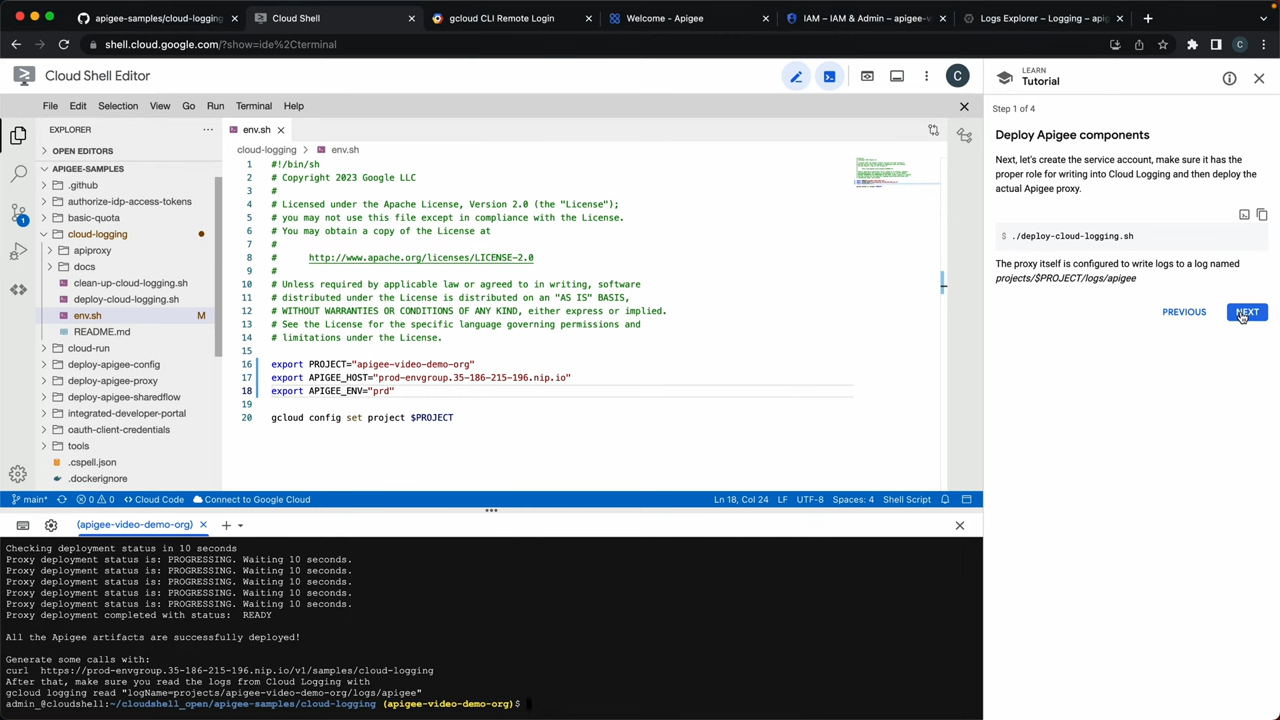 apigee-samples/cloud-logging
Cloud Shell
gcloud CLI Remote Login
Welcome - Apigee
IAM – IAM & Admin – apigee-v
Logs Explorer – Logging – apig
shell.cloud.google.com/?show=ide%2Cterminal
C
Cloud Shell Editor
C
File Edit Selection View Go Run Terminal Help
EXPLORER
OPEN EDITORS
APIGEE-SAMPLES
.github
authorize-idp-access-tokens
basic-quota
cloud-logging
apiproxy
docs
clean-up-cloud-logging.sh
deploy-cloud-logging.sh
env.sh M
README.md
cloud-run
deploy-apigee-config
deploy-apigee-proxy
deploy-apigee-sharedflow
integrated-developer-portal
oauth-client-credentials
tools
.cspell.json
.dockerignore
1
env.sh
cloud-logging > env.sh
1 #!/bin/sh
2 # Copyright 2023 Google LLC
3 #
4 # Licensed under the Apache License, Version 2.0 (the "License");
5 # you may not use this file except in compliance with the License.
6 # You may obtain a copy of the License at
7 #
8 #      http://www.apache.org/licenses/LICENSE-2.0
9 #
10 # Unless required by applicable law or agreed to in writing, software
11 # distributed under the License is distributed on an "AS IS" BASIS,
12 # WITHOUT WARRANTIES OR CONDITIONS OF ANY KIND, either express or implied.
13 # See the License for the specific language governing permissions and
14 # limitations under the License.
15
16 export PROJECT="apigee-video-demo-org"
17 export APIGEE_HOST="prod-envgroup.35-186-215-196.nip.io"
18 export APIGEE_ENV="prd"
19
20 gcloud config set project $PROJECT
main* 0 0 Cloud Code Connect to Google Cloud Ln 18, Col 24 LF UTF-8 Spaces: 4 Shell Script
(apigee-video-demo-org)
Checking deployment status in 10 seconds
Proxy deployment status is: PROGRESSING. Waiting 10 seconds.
Proxy deployment status is: PROGRESSING. Waiting 10 seconds.
Proxy deployment status is: PROGRESSING. Waiting 10 seconds.
Proxy deployment status is: PROGRESSING. Waiting 10 seconds.
Proxy deployment status is: PROGRESSING. Waiting 10 seconds.
Proxy deployment completed with status:  READY
All the Apigee artifacts are successfully deployed!
Generate some calls with:
curl  https://prod-envgroup.35-186-215-196.nip.io/v1/samples/cloud-logging
After that, make sure you read the logs from Cloud Logging with
gcloud logging read "logName=projects/apigee-video-demo-org/logs/apigee"
admin_@cloudshell:~/cloudshell_open/apigee-samples/cloud-logging (apigee-video-demo-org)$
LEARN
Tutorial
Step 1 of 4
Deploy Apigee components
Next, let's create the service account, make sure it has the
proper role for writing into Cloud Logging and then deploy the
actual Apigee proxy.
$ ./deploy-cloud-logging.sh
The proxy itself is configured to write logs to a log named
projects/$PROJECT/logs/apigee
PREVIOUS NEXT